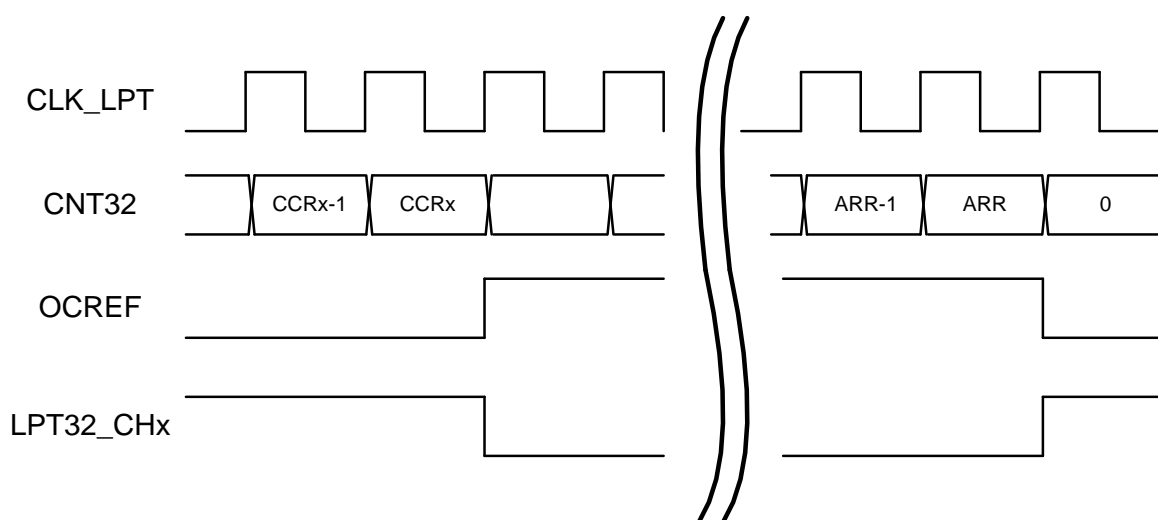 CLK_LPT
CNT32 CCRx-1 CCRx ARR-1 ARR 0
OCREF
LPT32_CHx